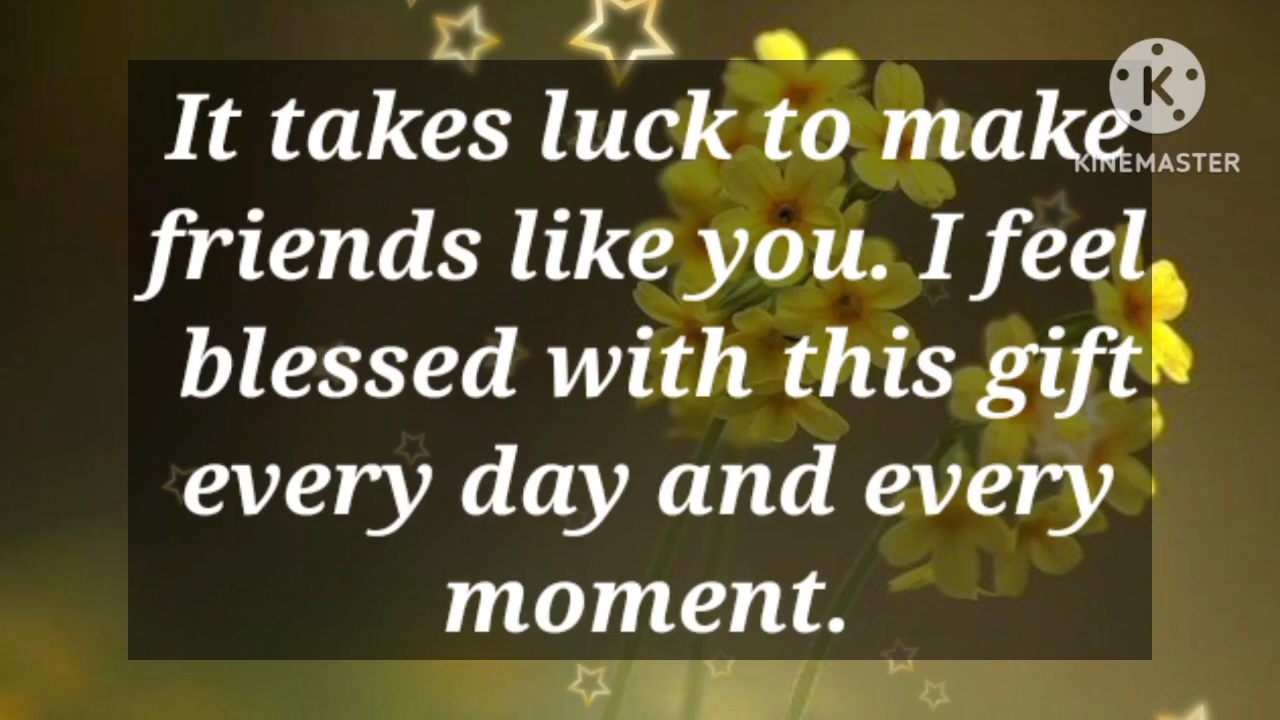 It takes luck to make
friends like you. I feel
blessed with this gift
every day and every
moment.
K
KINEMASTER